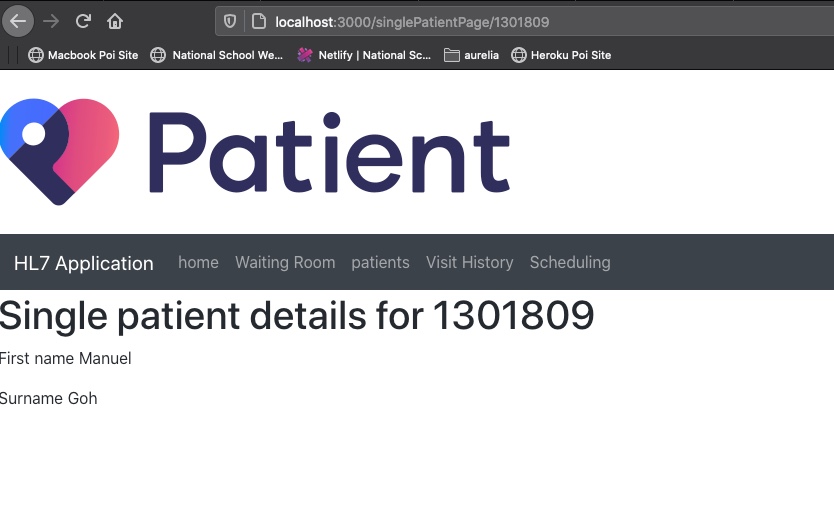 localhost:3000/singlePatientPage/1301809
Macbook Poi Site National School We... Netlify | National Sc... aurelia Heroku Poi Site
Patient
HL7 Application home Waiting Room patients Visit History Scheduling
Single patient details for 1301809
First name Manuel
Surname Goh